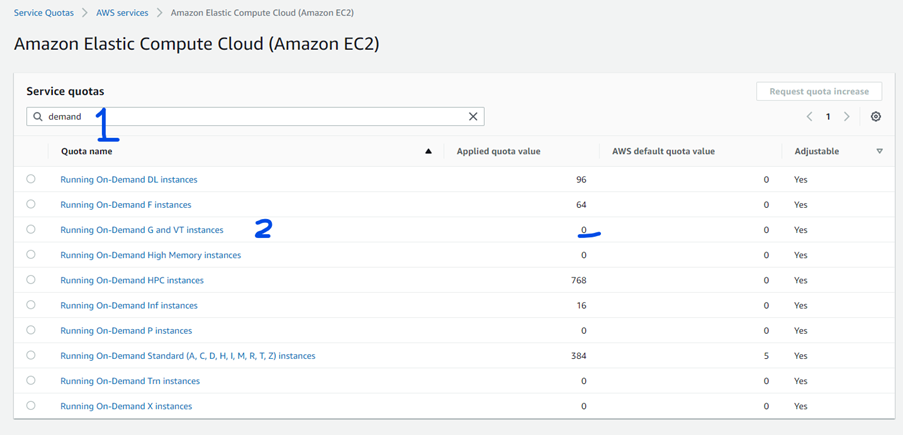 Service Quotas > AWS services > Amazon Elastic Compute Cloud (Amazon EC2)
Amazon Elastic Compute Cloud (Amazon EC2)
Service quotas Request quota increase
demand 1 1
Quota name Applied quota value AWS default quota value Adjustable
Running On-Demand DL instances 96 0 Yes
Running On-Demand F instances 64 0 Yes
Running On-Demand G and VT instances 2 0 0 Yes
Running On-Demand High Memory instances 0 0 Yes
Running On-Demand HPC instances 768 0 Yes
Running On-Demand Inf instances 16 0 Yes
Running On-Demand P instances 0 0 Yes
Running On-Demand Standard (A, C, D, H, I, M, R, T, Z) instances 384 5 Yes
Running On-Demand Trn instances 0 0 Yes
Running On-Demand X instances 0 0 Yes